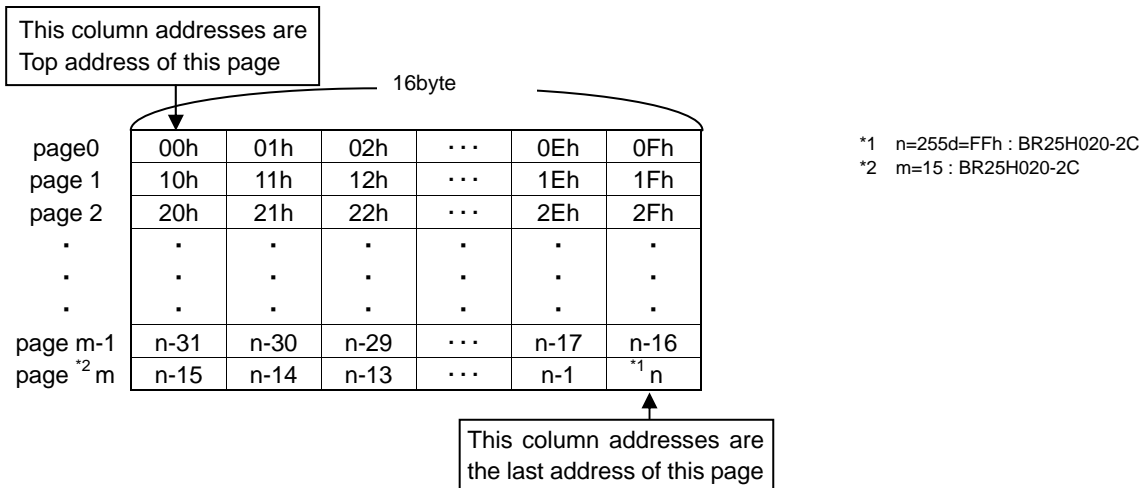 This column addresses are
Top address of this page
16byte
page0 00h 01h 02h ··· 0Eh 0Fh
page 1 10h 11h 12h ··· 1Eh 1Fh
page 2 20h 21h 22h ··· 2Eh 2Fh
· · · · · · ·
· · · · · · ·
· · · · · · ·
page m-1 n-31 n-30 n-29 ··· n-17 n-16
page *2 m n-15 n-14 n-13 ··· n-1 *1 n
This column addresses are
the last address of this page
*1 n=255d=FFh : BR25H020-2C
*2 m=15 : BR25H020-2C